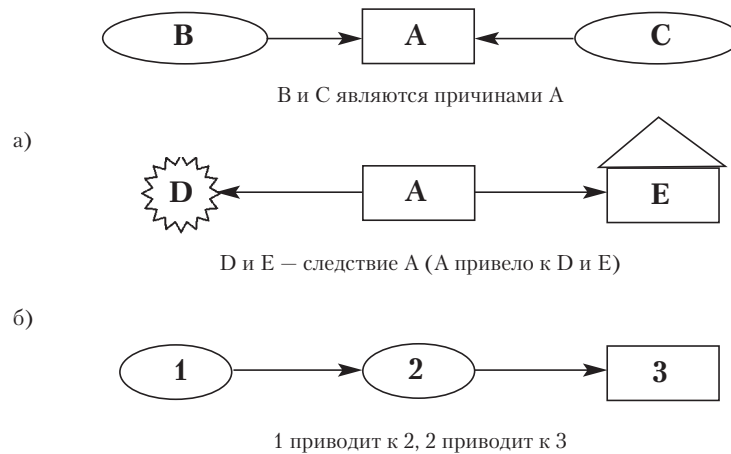 B A C
B и C являются причинами A
а)
D A E
D и E — следствие A (A привело к D и E)
б)
1 2 3
1 приводит к 2, 2 приводит к 3